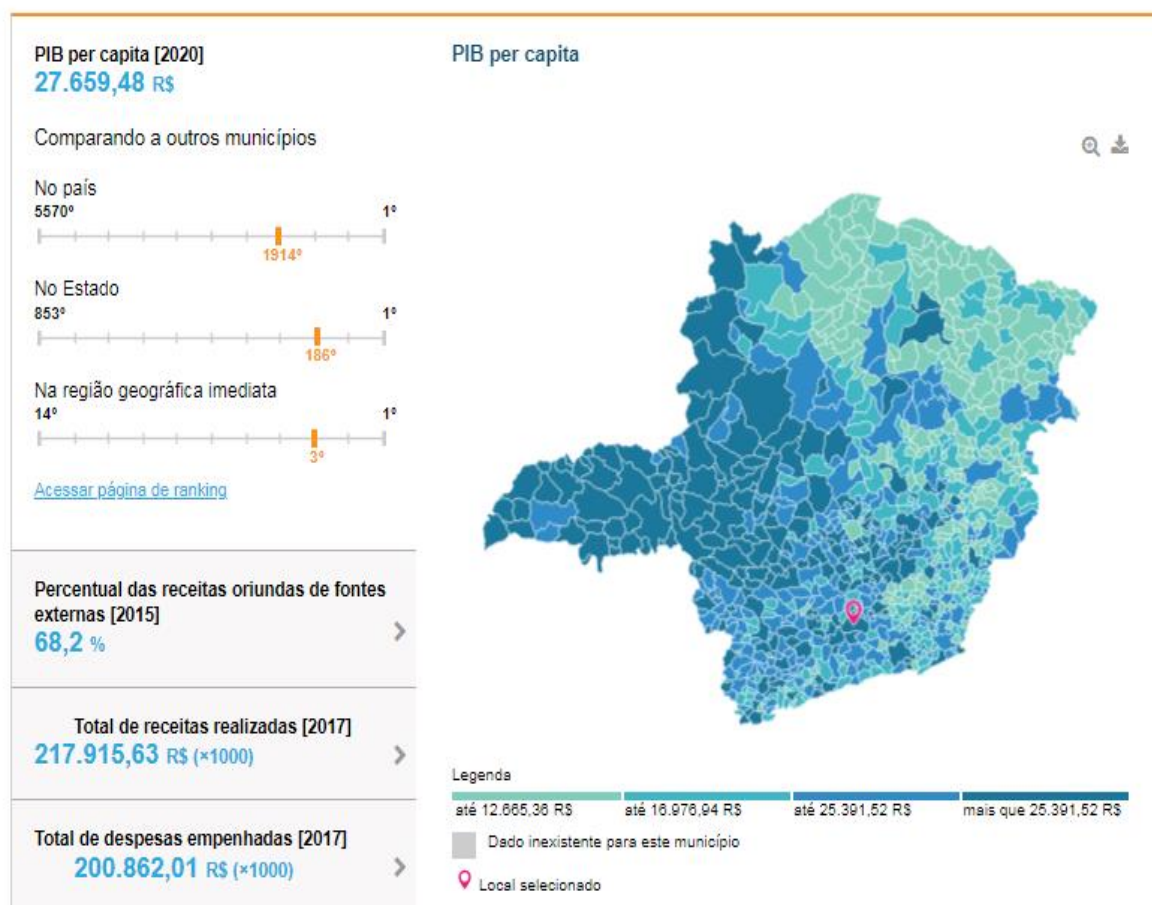 PIB per capita [2020]
27.659,48 R$
Comparando a outros municípios
No país
5570º 1º
1914º
No Estado
853º 1º
186º
Na região geográfica imediata
14º 1º
3º
Acessar página de ranking
Percentual das receitas oriundas de fontes
externas [2015]
68,2 %
Total de receitas realizadas [2017]
217.915,63 R$ (×1000)
Total de despesas empenhadas [2017]
200.862,01 R$ (×1000)
PIB per capita
Legenda
até 12.665,36 R$ até 16.976,94 R$ até 25.391,52 R$ mais que 25.391,52 R$
Dado inexistente para este município
Local selecionado